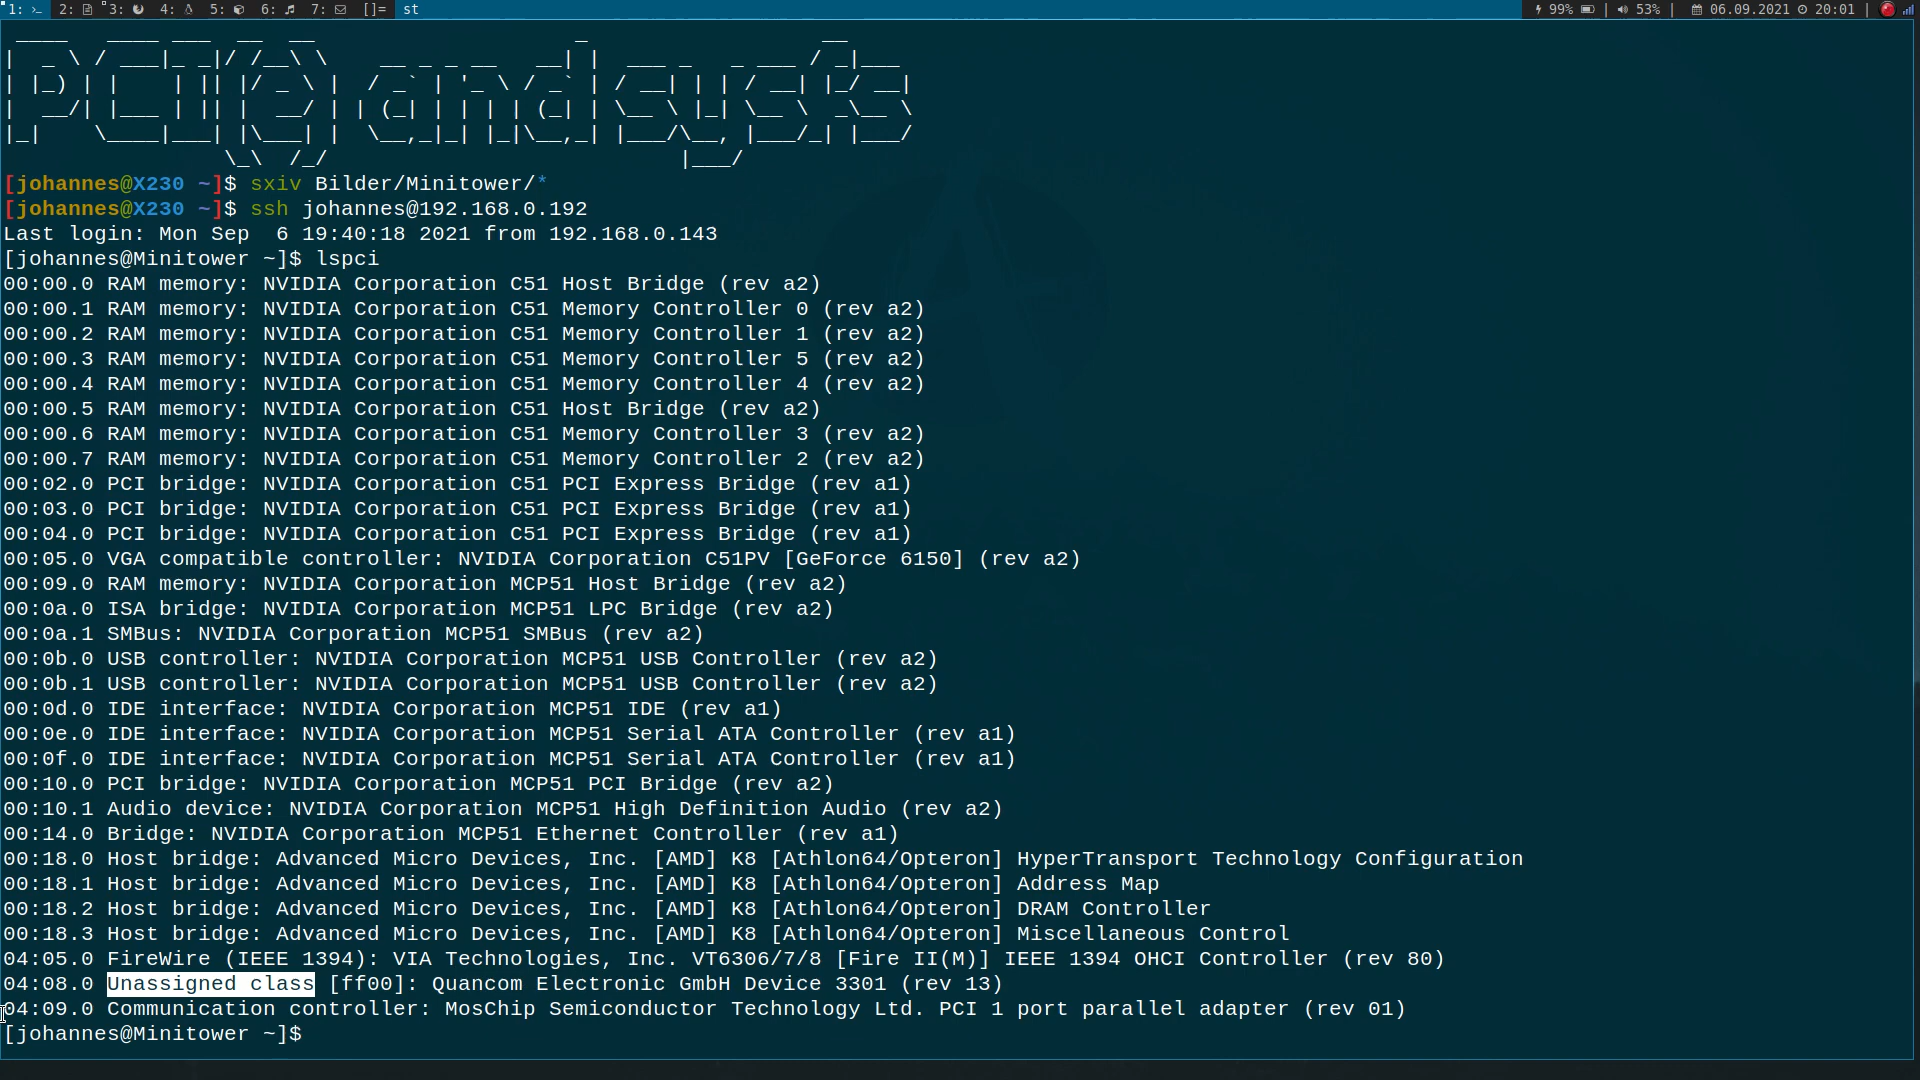 1: 2: 3: 4: 5: 6: 7: []= st 99% | 53% | 06.09.2021 20:01 |
PCI(e) and sysfs
[johannes@X230 ~]$ sxiv Bilder/Minitower/*
[johannes@X230 ~]$ ssh johannes@192.168.0.192
Last login: Mon Sep  6 19:40:18 2021 from 192.168.0.143
[johannes@Minitower ~]$ lspci
00:00.0 RAM memory: NVIDIA Corporation C51 Host Bridge (rev a2)
00:00.1 RAM memory: NVIDIA Corporation C51 Memory Controller 0 (rev a2)
00:00.2 RAM memory: NVIDIA Corporation C51 Memory Controller 1 (rev a2)
00:00.3 RAM memory: NVIDIA Corporation C51 Memory Controller 5 (rev a2)
00:00.4 RAM memory: NVIDIA Corporation C51 Memory Controller 4 (rev a2)
00:00.5 RAM memory: NVIDIA Corporation C51 Host Bridge (rev a2)
00:00.6 RAM memory: NVIDIA Corporation C51 Memory Controller 3 (rev a2)
00:00.7 RAM memory: NVIDIA Corporation C51 Memory Controller 2 (rev a2)
00:02.0 PCI bridge: NVIDIA Corporation C51 PCI Express Bridge (rev a1)
00:03.0 PCI bridge: NVIDIA Corporation C51 PCI Express Bridge (rev a1)
00:04.0 PCI bridge: NVIDIA Corporation C51 PCI Express Bridge (rev a1)
00:05.0 VGA compatible controller: NVIDIA Corporation C51PV [GeForce 6150] (rev a2)
00:09.0 RAM memory: NVIDIA Corporation MCP51 Host Bridge (rev a2)
00:0a.0 ISA bridge: NVIDIA Corporation MCP51 LPC Bridge (rev a2)
00:0a.1 SMBus: NVIDIA Corporation MCP51 SMBus (rev a2)
00:0b.0 USB controller: NVIDIA Corporation MCP51 USB Controller (rev a2)
00:0b.1 USB controller: NVIDIA Corporation MCP51 USB Controller (rev a2)
00:0d.0 IDE interface: NVIDIA Corporation MCP51 IDE (rev a1)
00:0e.0 IDE interface: NVIDIA Corporation MCP51 Serial ATA Controller (rev a1)
00:0f.0 IDE interface: NVIDIA Corporation MCP51 Serial ATA Controller (rev a1)
00:10.0 PCI bridge: NVIDIA Corporation MCP51 PCI Bridge (rev a2)
00:10.1 Audio device: NVIDIA Corporation MCP51 High Definition Audio (rev a2)
00:14.0 Bridge: NVIDIA Corporation MCP51 Ethernet Controller (rev a1)
00:18.0 Host bridge: Advanced Micro Devices, Inc. [AMD] K8 [Athlon64/Opteron] HyperTransport Technology Configuration
00:18.1 Host bridge: Advanced Micro Devices, Inc. [AMD] K8 [Athlon64/Opteron] Address Map
00:18.2 Host bridge: Advanced Micro Devices, Inc. [AMD] K8 [Athlon64/Opteron] DRAM Controller
00:18.3 Host bridge: Advanced Micro Devices, Inc. [AMD] K8 [Athlon64/Opteron] Miscellaneous Control
04:05.0 FireWire (IEEE 1394): VIA Technologies, Inc. VT6306/7/8 [Fire II(M)] IEEE 1394 OHCI Controller (rev 80)
04:08.0 Unassigned class [ff00]: Quancom Electronic GmbH Device 3301 (rev 13)
04:09.0 Communication controller: MosChip Semiconductor Technology Ltd. PCI 1 port parallel adapter (rev 01)
[johannes@Minitower ~]$